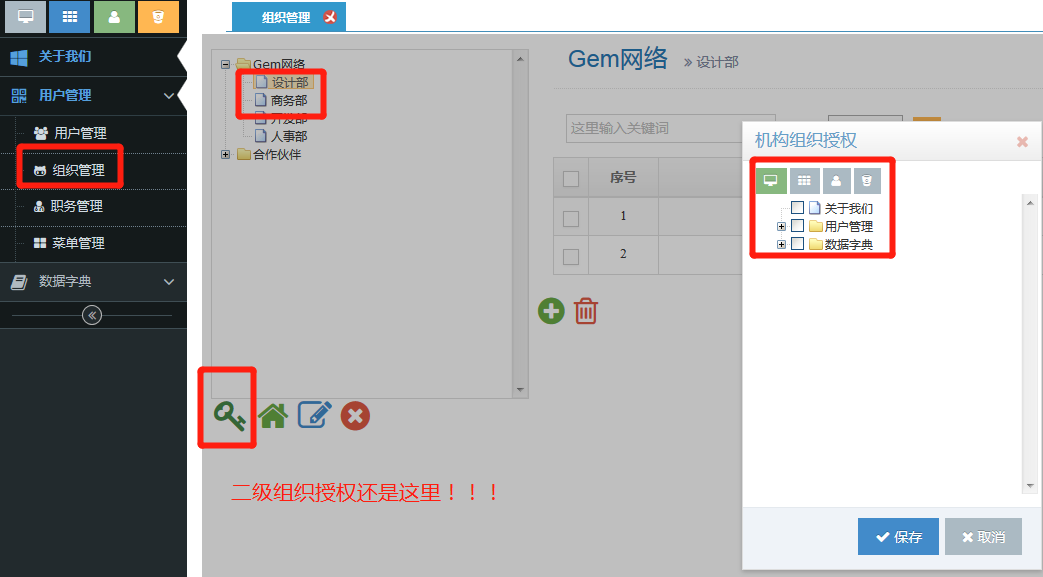 组织管理
关于我们
用户管理
用户管理
组织管理
职务管理
菜单管理
数据字典
Gem网络
设计部
商务部
开发部
人事部
合作伙伴
Gem网络 » 设计部
这里输入关键词
序号
1
2
二级组织授权还是这里！！！
机构组织授权
关于我们
用户管理
数据字典
保存
取消